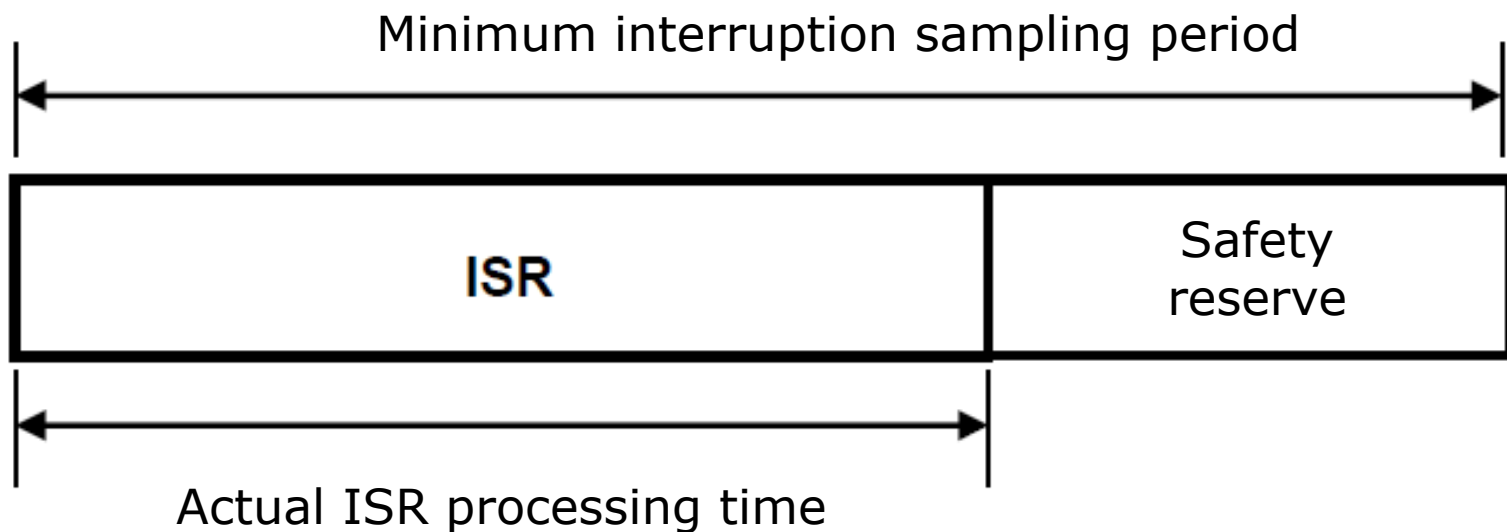 Minimum interruption sampling period
ISR
Safety
reserve
Actual ISR processing time